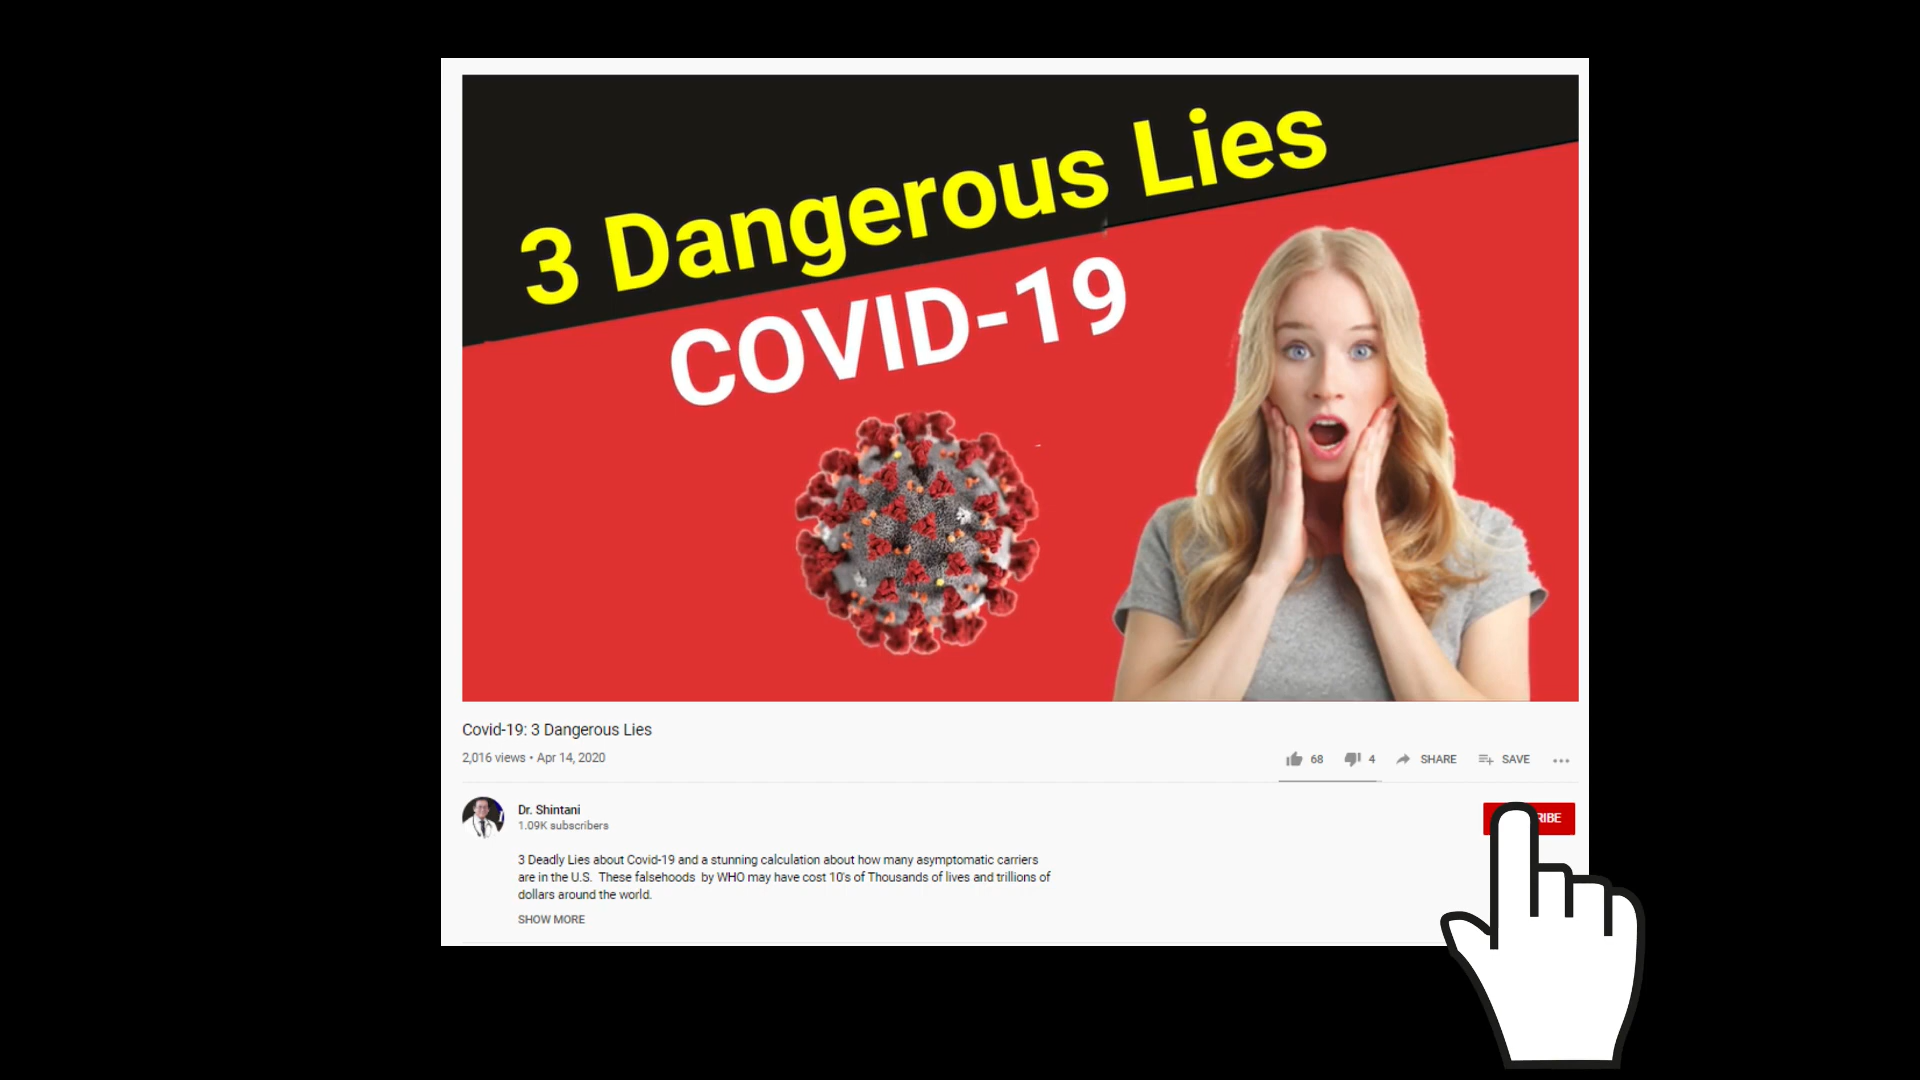 3 Dangerous Lies
COVID-19
Covid-19: 3 Dangerous Lies
2,016 views • Apr 14, 2020
68 4 SHARE SAVE
Dr. Shintani
1.09K subscribers
3 Deadly Lies about Covid-19 and a stunning calculation about how many asymptomatic carriers
are in the U.S. These falsehoods by WHO may have cost 10's of Thousands of lives and trillions of
dollars around the world.
SHOW MORE